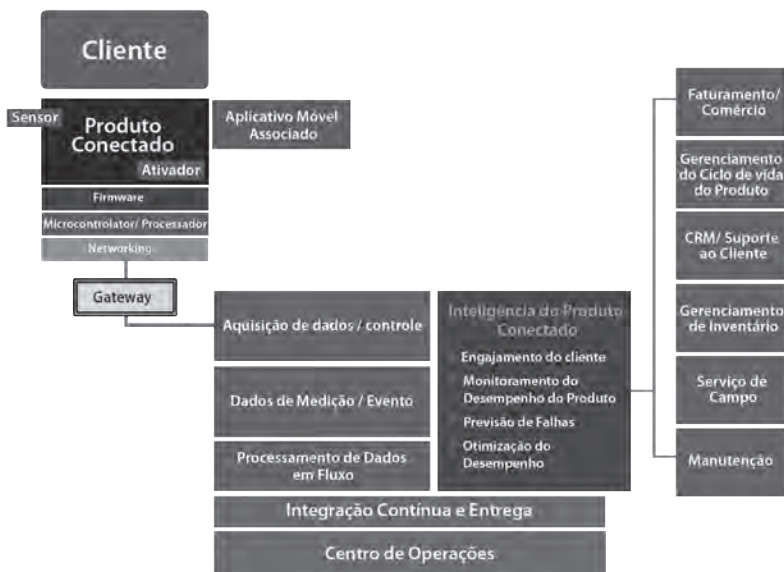 Cliente
Sensor
Produto
Conectado
Ativador
Aplicativo Móvel
Associado
Firmware
Microcontrolator/ Processador
Networking
Gateway
Aquisição de dados / controle
Dados de Medição / Evento
Processamento de Dados
em Fluxo
Inteligência do Produto
Conectado
Engajamento do cliente
Monitoramento do
Desempenho do Produto
Previsão de Falhas
Otimização do
Desempenho
Integração Contínua e Entrega
Centro de Operações
Faturamento/
Comércio
Gerenciamento
do Ciclo de vida
do Produto
CRM/ Suporte
ao Cliente
Gerenciamento
de Inventário
Serviço de
Campo
Manutenção